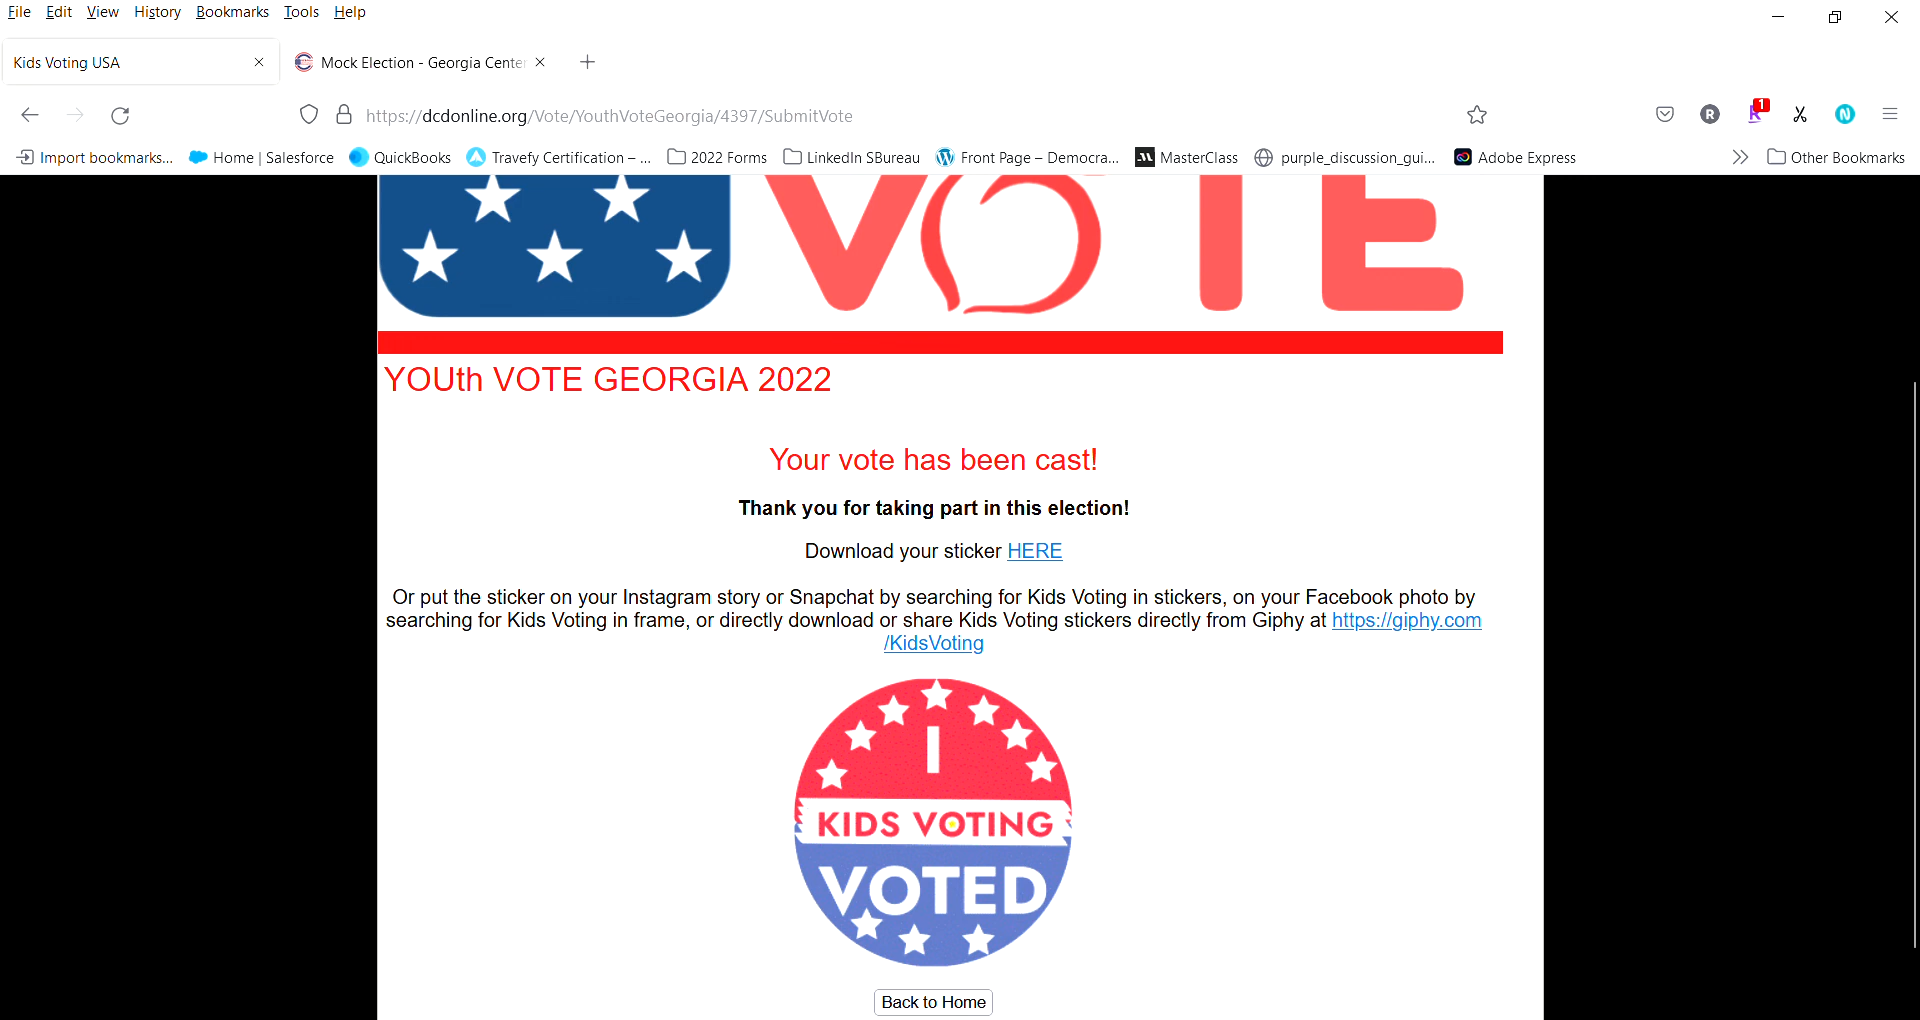 File Edit View History Bookmarks Tools Help
Kids Voting USA
Mock Election - Georgia Center
https://dcdonline.org/Vote/YouthVoteGeorgia/4397/SubmitVote
R
1
N
Import bookmarks... Home | Salesforce QuickBooks Travefy Certification – ... 2022 Forms LinkedIn SBureau Front Page – Democra... MasterClass purple_discussion_gui... Adobe Express Other Bookmarks
VOTE
YOUth VOTE GEORGIA 2022
Your vote has been cast!
Thank you for taking part in this election!
Download your sticker HERE
Or put the sticker on your Instagram story or Snapchat by searching for Kids Voting in stickers, on your Facebook photo by
searching for Kids Voting in frame, or directly download or share Kids Voting stickers directly from Giphy at https://giphy.com
/KidsVoting
I
KIDS VOTING
VOTED
Back to Home